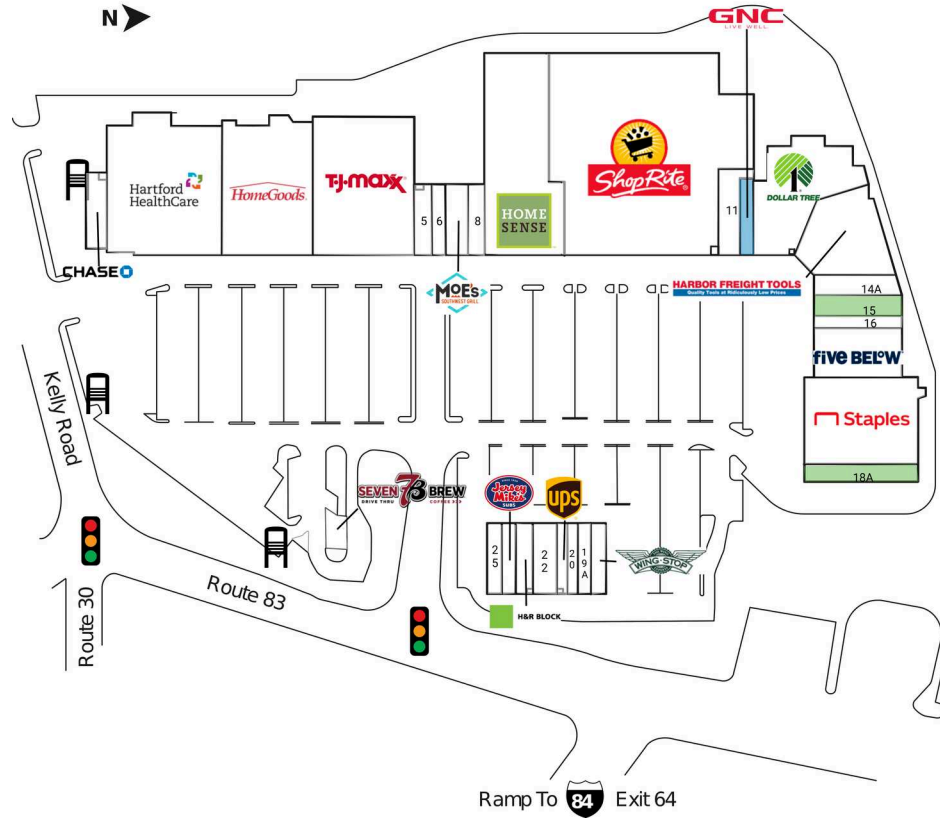 N
GNC
LIVE WELL
Hartford
HealthCare
HomeGoods
T.J.maxx
5
6
8
HOME
SENSE
ShopRite
11
DOLLAR TREE
CHASE
MOE's
SOUTHWEST GRILL
HARBOR FREIGHT TOOLS
Quality Tools at Ridiculously Low Prices
14A
15
16
five BELOW
Staples
18A
Kelly Road
SEVEN 7B BREW
DRIVE THRU
Jersey
Mike's
SUBS
ups
25
22
20
19A
WING·STOP
H&R BLOCK
Route 83
Route 30
Ramp To 84 Exit 64